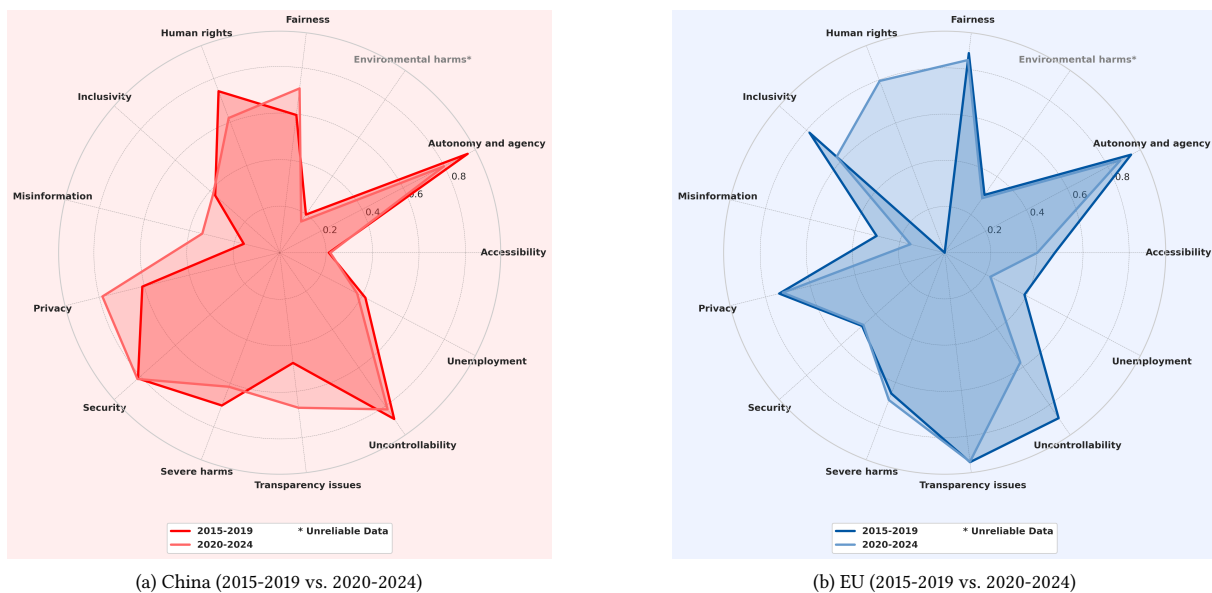 Fairness
Human rights
Environmental harms*
Inclusivity
Autonomy and agency
0.8
0.6
Misinformation
0.4
0.2
Accessibility
Privacy
Unemployment
Security
Uncontrollability
Severe harms
Transparency issues
2015-2019 * Unreliable Data
2020-2024
(a) China (2015-2019 vs. 2020-2024)
Fairness
Human rights
Environmental harms*
Inclusivity
Autonomy and agency
0.8
0.6
Misinformation
0.4
0.2
Accessibility
Privacy
Unemployment
Security
Uncontrollability
Severe harms
Transparency issues
2015-2019 * Unreliable Data
2020-2024
(b) EU (2015-2019 vs. 2020-2024)